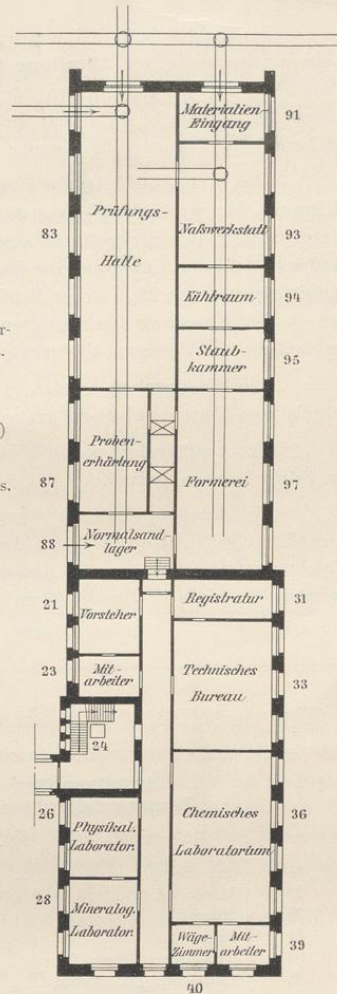 Materialien-
Eingang
91
Prüfungs-
Halle
83
Naßwerkstatt
93
Kühlraum
94
Staub-
kammer
95
er-
)
s.
Proben-
erhärtung
87
Formerei
97
Normalsand-
lager
88
21
Vorsteher
Registratur
31
23
Mit-
arbeiter
Technisches
Bureau
33
24
26
Physikal.
Laborator.
Chemisches
Laboratorium
36
28
Mineralog.
Laborator.
Wäge-
Zimmer
Mit-
arbeiter
39
40